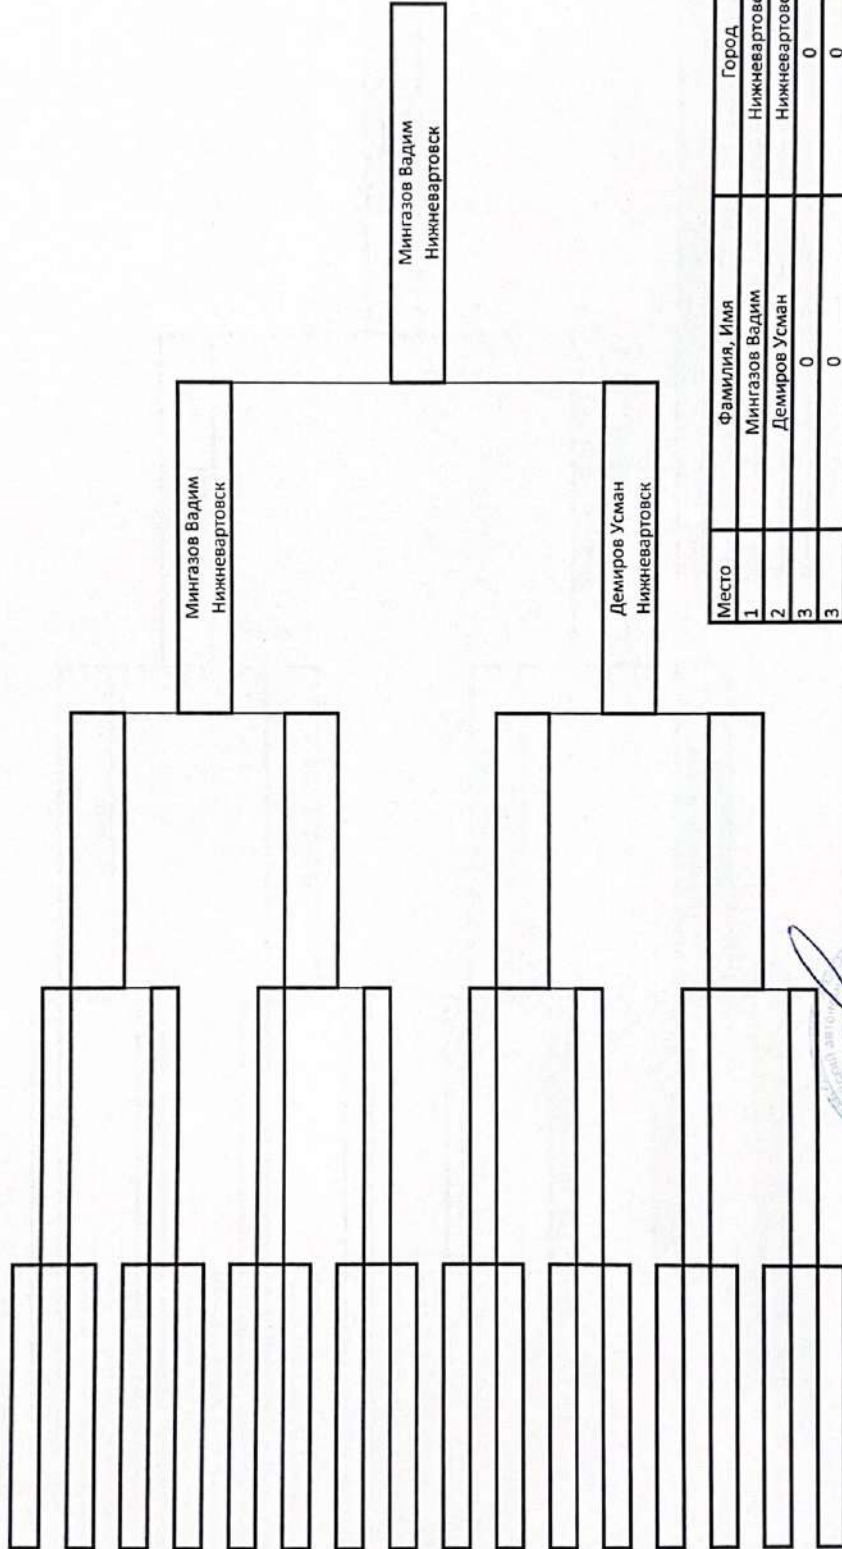 Мингазов Вадим
Нижневартовск
Мингазов Вадим
Нижневартовск
Демиров Усман
Нижневартовск
Место Фамилия, Имя Город
1 Мингазов Вадим
2 Демиров Усман
3 0 0
3 0 0